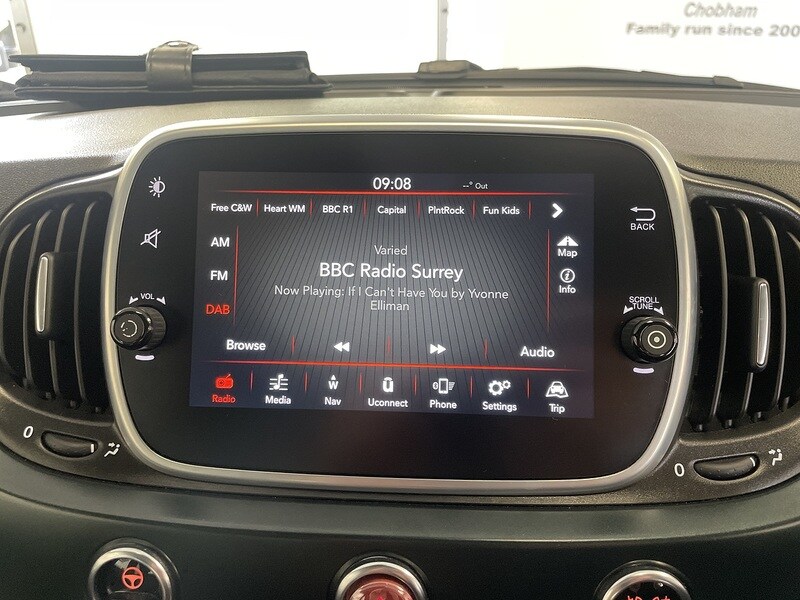 Chobham
Family run since 200
09:08
--° Out
Free C&W
Heart WM
BBC R1
Capital
PlntRock
Fun Kids
BACK
AM
FM
DAB
Varied
BBC Radio Surrey
Now Playing: If I Can't Have You by Yvonne
Elliman
Map
Info
VOL
SCROLL
TUNE
Browse
Audio
Radio
Media
W
Nav
Uconnect
Phone
Settings
Trip
0
0